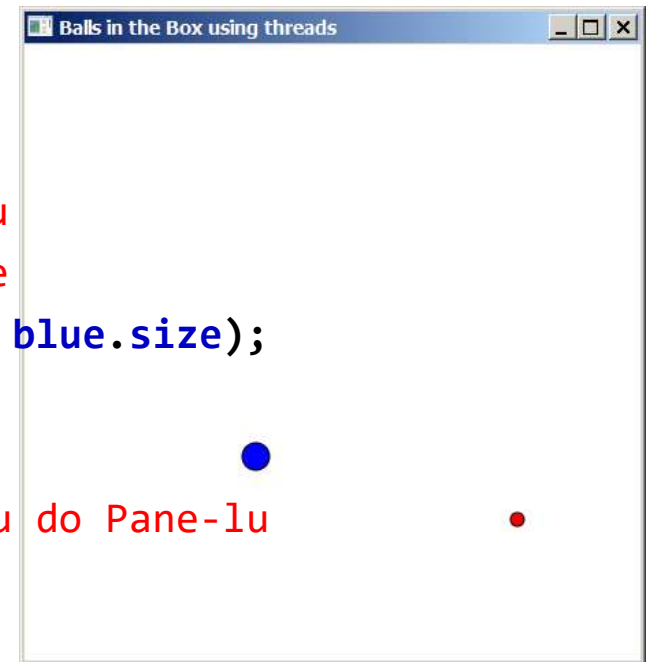 Balls in the Box using threads
u
e
blue.size);
u do Pane-lu